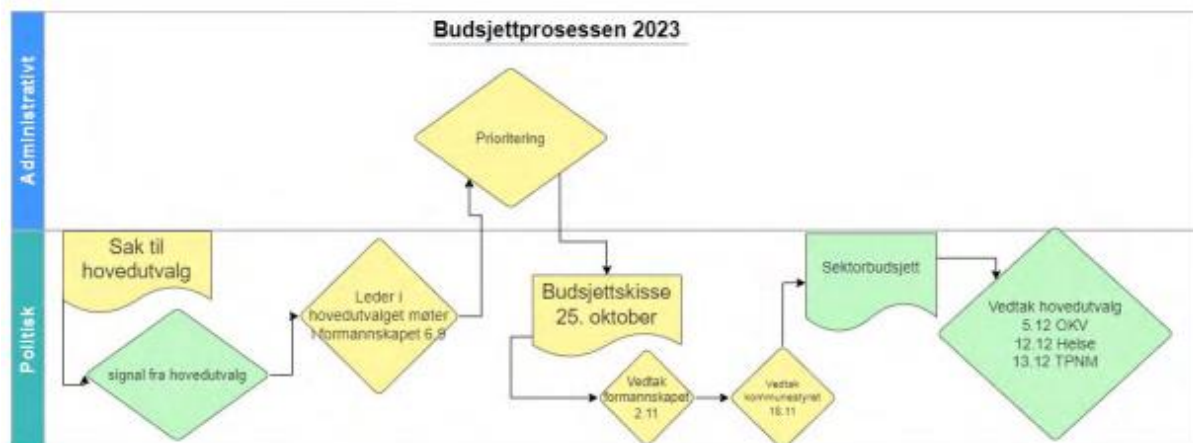 Budsjettprosessen 2023
Administrativt
Prioritering
Politisk
Sak til
hovedutvalg
signal fra hovedutvalg
Leder i
hovedutvalget møter
i formannskapet 6.9
Budsjettskisse
25. oktober
Vedtak
formannskapet
2.11
Vedtak
kommunestyret
16.11
Sektorbudsjett
Vedtak hovedutvalg
5.12 OKV
12.12 Helse
13.12 TPNM